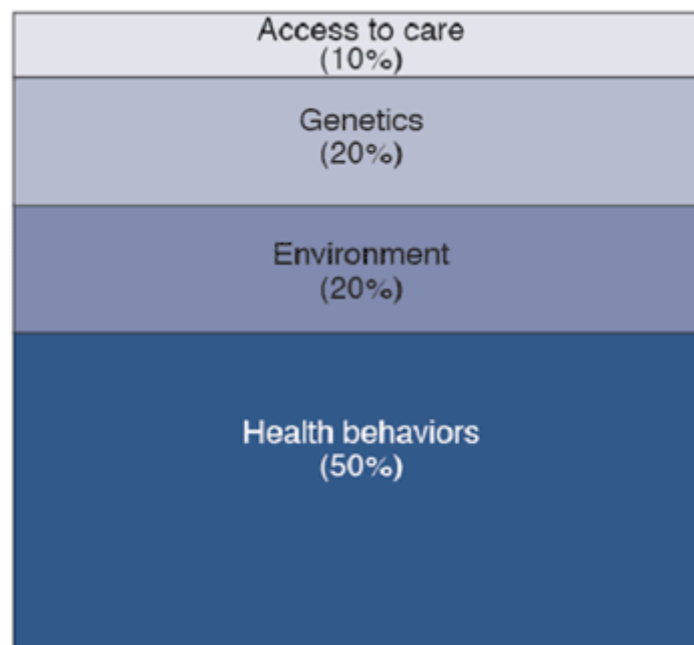 Access to care
(10%)
Genetics
(20%)
Environment
(20%)
Health behaviors
(50%)